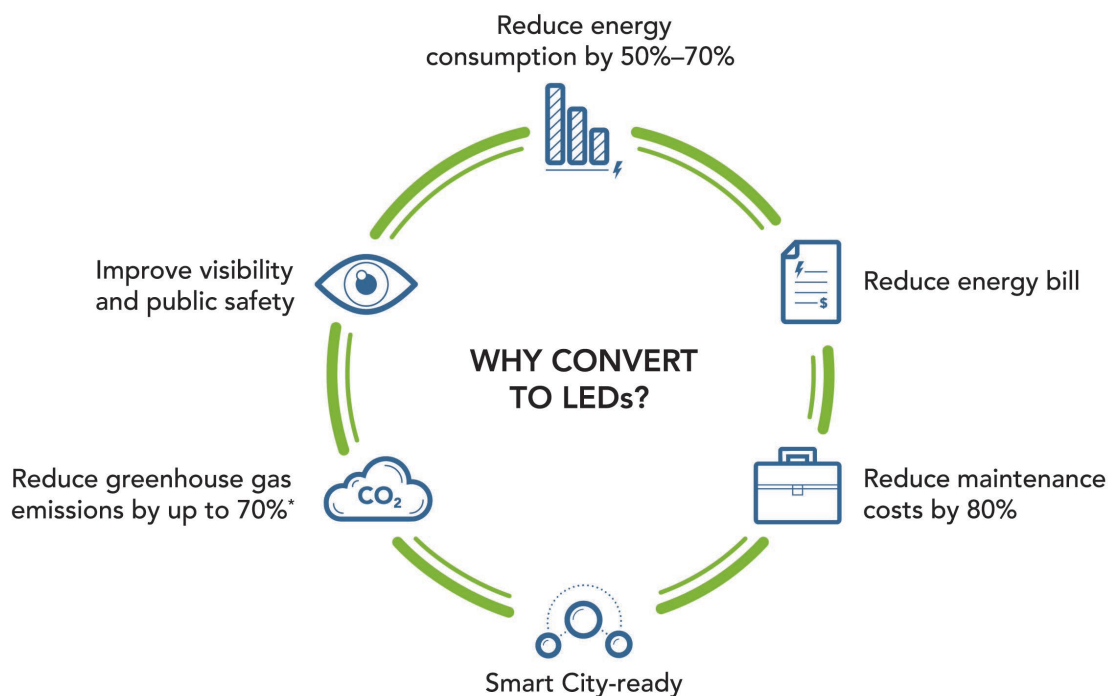 Reduce energy
consumption by 50%–70%
Improve visibility
and public safety
$
Reduce energy bill
WHY CONVERT
TO LEDs?
Reduce greenhouse gas
emissions by up to 70%*
CO₂
Reduce maintenance
costs by 80%
Smart City-ready